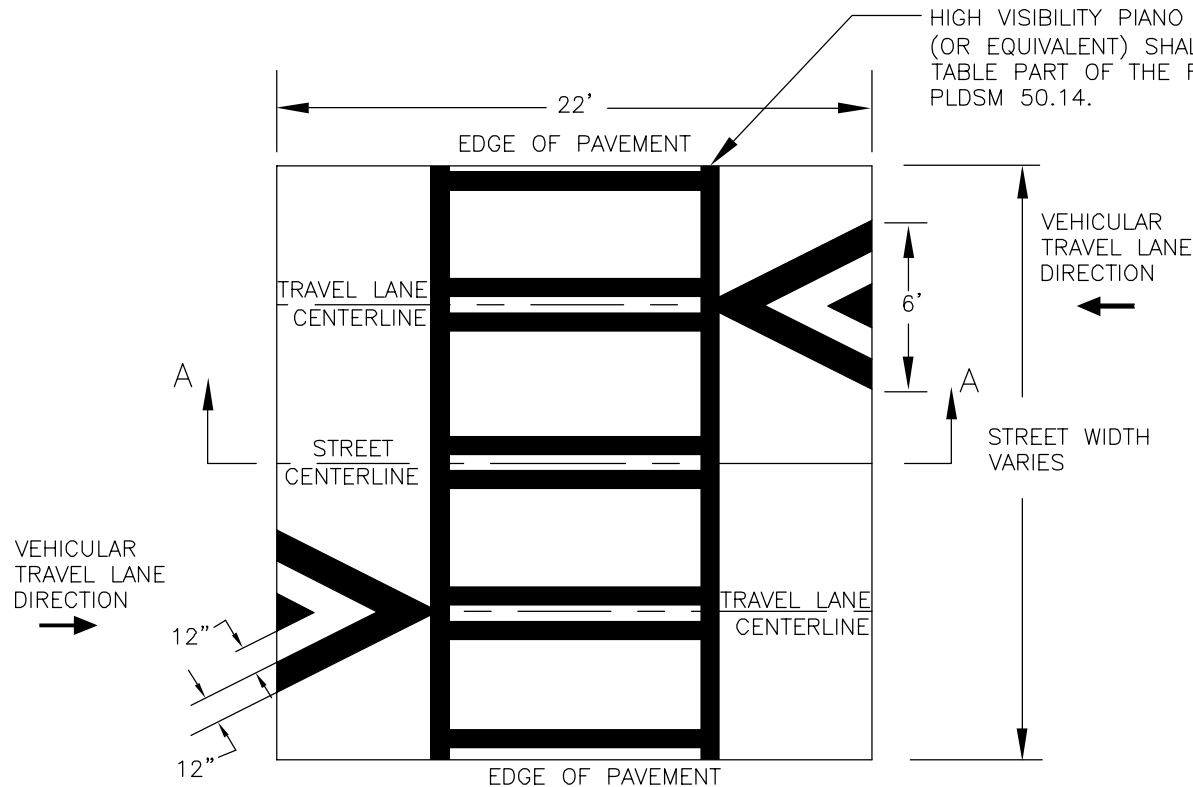 HIGH VISIBILITY PIANO
(OR EQUIVALENT)
TABLE PART OF THE
PLDSM 50.14.
22'
EDGE OF PAVEMENT
VEHICULAR
TRAVEL LANE
DIRECTION
TRAVEL LANE
CENTERLINE
6'
A
A
STREET
CENTERLINE
STREET WIDTH
VARIES
VEHICULAR
TRAVEL LANE
DIRECTION
TRAVEL LANE
CENTERLINE
12"
12"
EDGE OF PAVEMENT